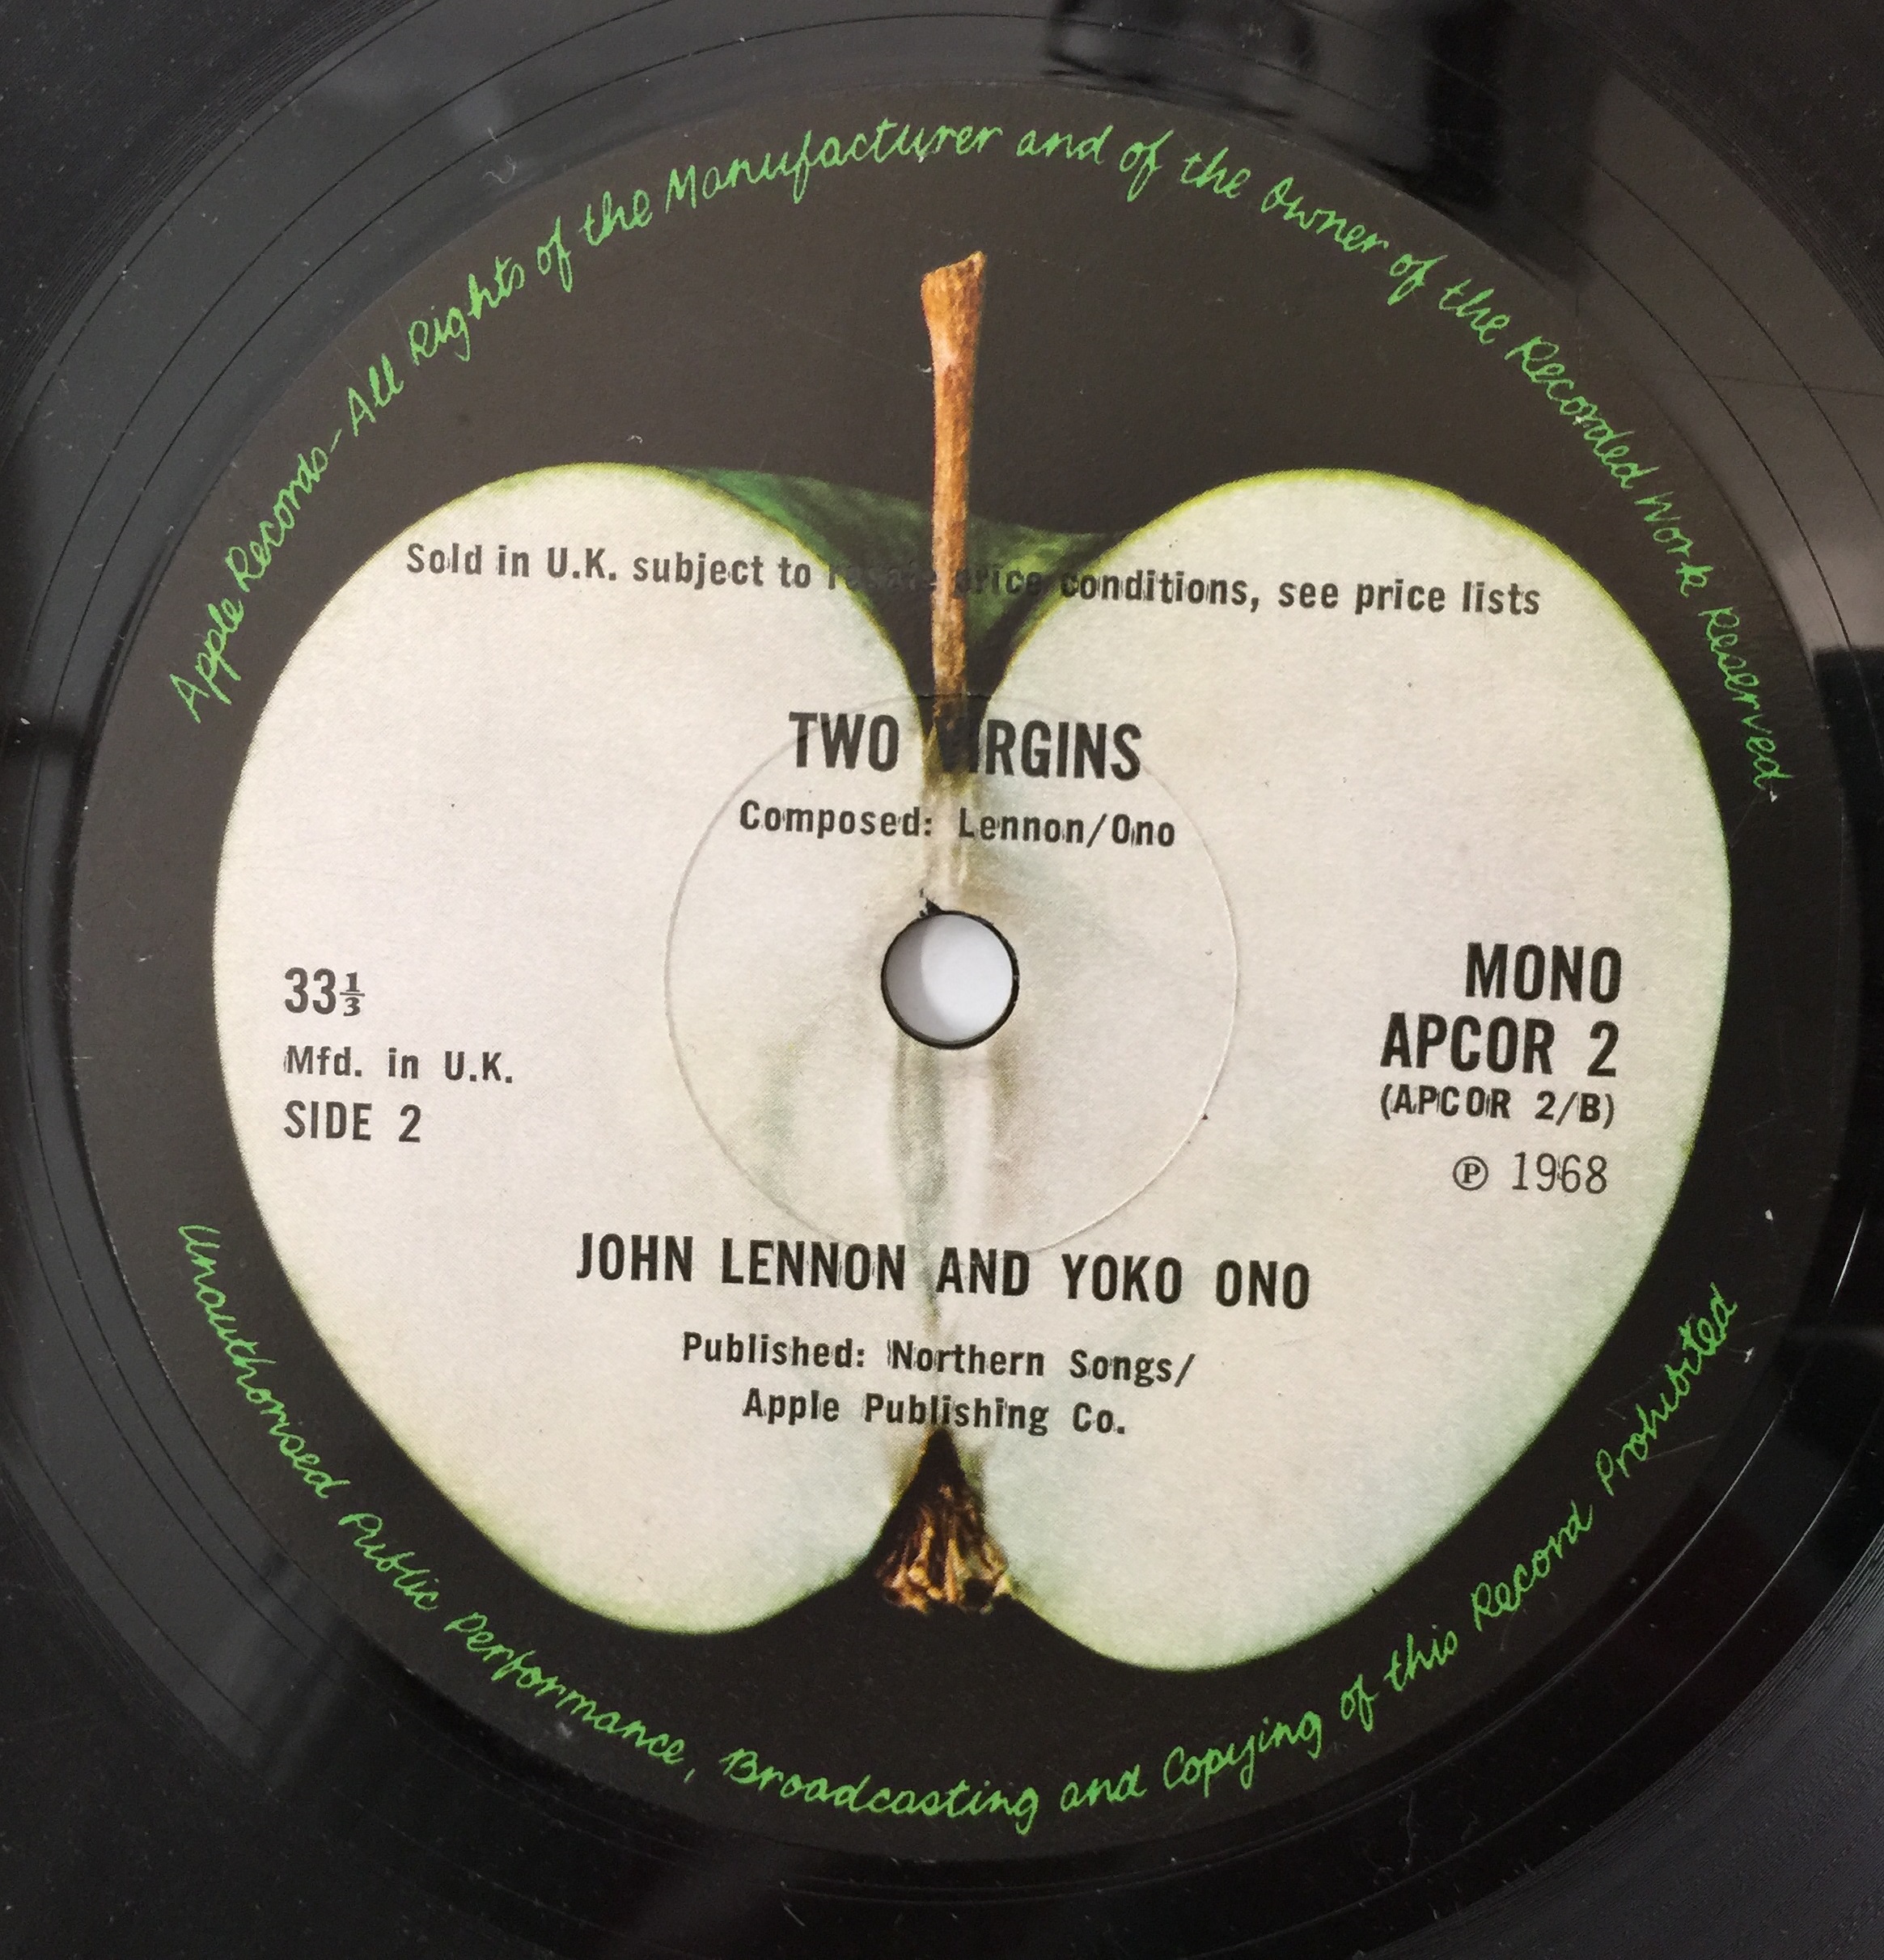 Apple Records-All Rights of the Manufacturer and of the Owner of the Recorded Work Reserved.
Sold in U.K. subject to resale price conditions, see price lists
TWO VIRGINS
Composed: Lennon/Ono
33⅓
Mfd. in U.K.
SIDE 2
MONO
APCOR 2
(APCOR 2/B)
℗ 1968
JOHN LENNON AND YOKO ONO
Published: Northern Songs/
Apple Publishing Co.
Unauthorised Public Performance, Broadcasting and Copying of this Record Prohibited